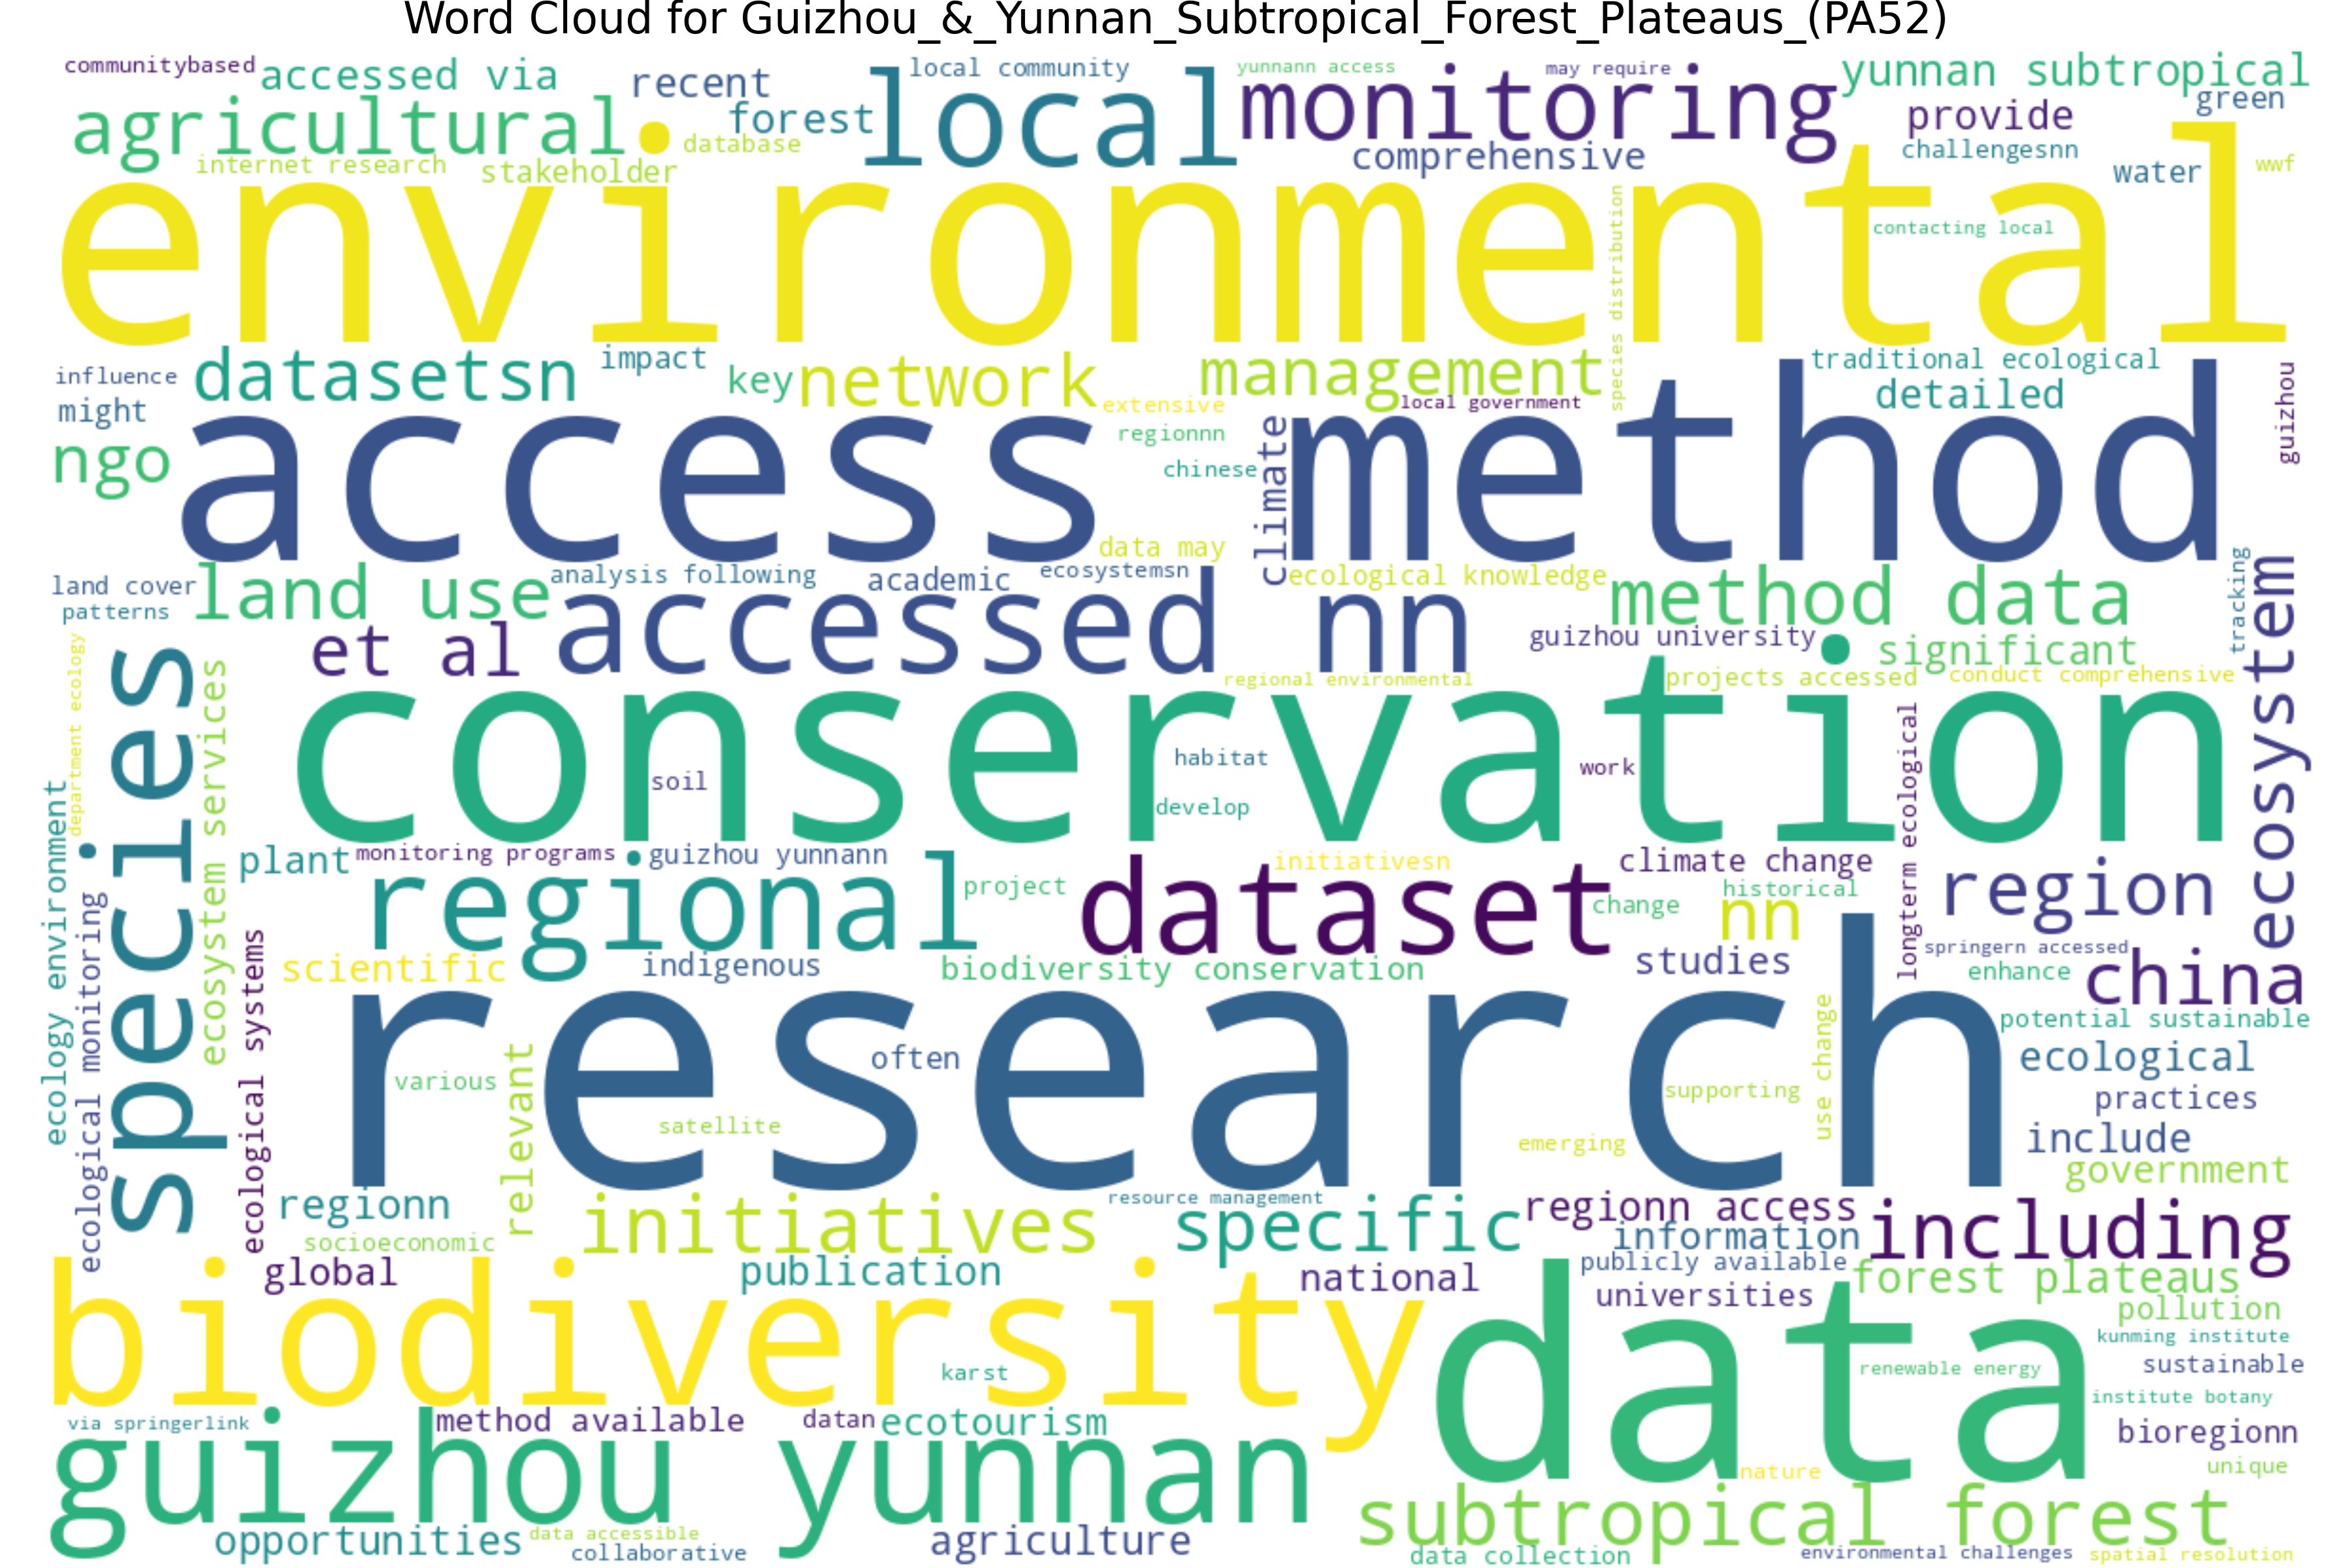 Word Cloud for Guizhou_&_Yunnan_Subtropical_Forest_Plateaus_(PA52)
communitybased
accessed via
recent
local community
local
yunnann access
may require
monitoring
yunnan subtropical
green
agricultural
forest
database
internet research
stakeholder
comprehensive
provide
challengesnn
water
wwf
environmental
species distribution
contacting local
influence
might
datasetsn
impact
key
network
management
traditional ecological
detailed
guizhou
extensive
local government
regionnn
chinese
climate
ngo
access
method
data may
land cover
patterns
land use
analysis following
academic
ecosystemsn
ecological knowledge
method data
tracking
ecosystem
et al
accessed nn
guizhou university
significant
regional environmental
projects accessed
conduct comprehensive
department ecology
species
ecosystem services
conservation
soil
habitat
develop
work
longterm ecological
ecology environment
ecological monitoring
plant
monitoring programs
guizhou yunnann
regional
project
initiativesn
dataset
climate change
historical
change
nn
region
springern accessed
ecological systems
scientific
indigenous
biodiversity conservation
studies
enhance
china
research
various
relevant
satellite
often
supporting
emerging
use change
potential sustainable
ecological
practices
include
government
regionn
socioeconomic
initiatives
resource management
specific
regionn access
information
including
global
publication
national
publicly available
universities
forest plateaus
pollution
biodiversity
karst
data
renewable energy
kunming institute
sustainable
institute botany
via springerlink
method available
datan
ecotourism
bioregionn
guizhou yunnan
nature
unique
opportunities
data accessible
collaborative
agriculture
subtropical forest
data collection
environmental challenges
spatial resolution